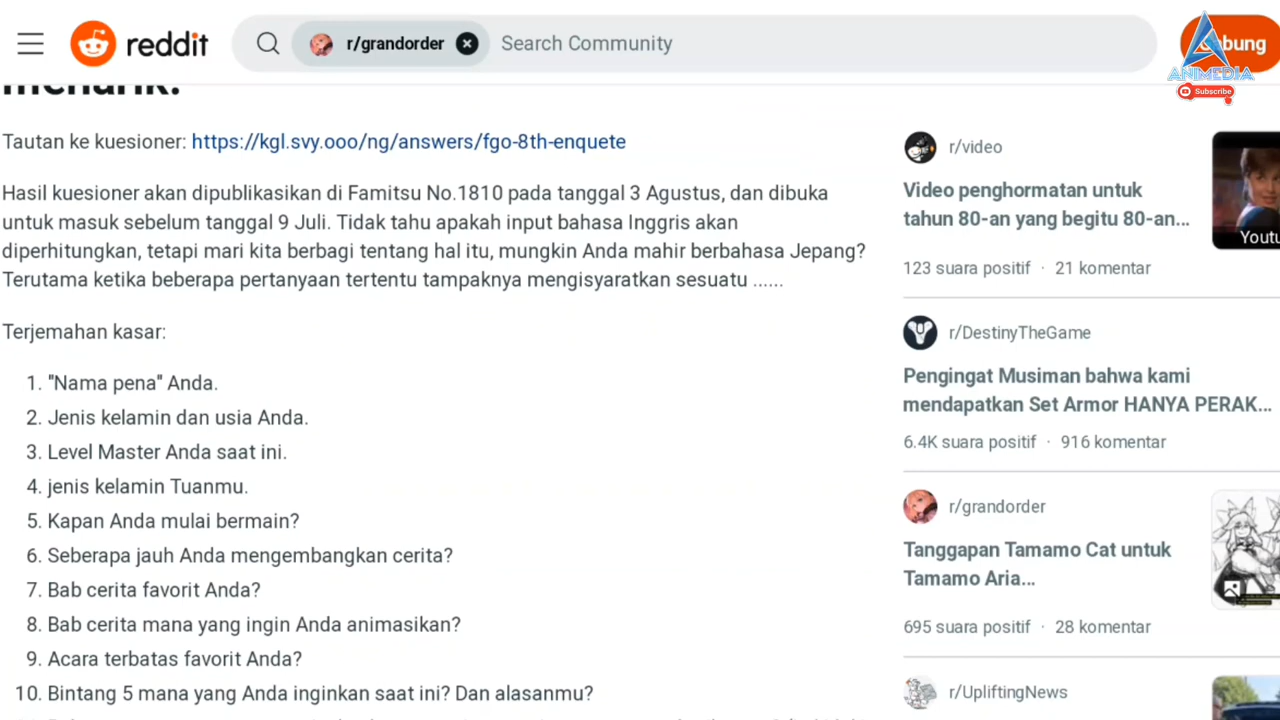 reddit
r/grandorder
Search Community
ANIMEDIA
Subscribe
menarik!
Tautan ke kuesioner: https://kgl.svy.ooo/ng/answers/fgo-8th-enquete
Hasil kuesioner akan dipublikasikan di Famitsu No.1810 pada tanggal 3 Agustus, dan dibuka
untuk masuk sebelum tanggal 9 Juli. Tidak tahu apakah input bahasa Inggris akan
diperhitungkan, tetapi mari kita berbagi tentang hal itu, mungkin Anda mahir berbahasa Jepang?
Terutama ketika beberapa pertanyaan tertentu tampaknya mengisyaratkan sesuatu ......
Terjemahan kasar:
1. "Nama pena" Anda.
2. Jenis kelamin dan usia Anda.
3. Level Master Anda saat ini.
4. jenis kelamin Tuanmu.
5. Kapan Anda mulai bermain?
6. Seberapa jauh Anda mengembangkan cerita?
7. Bab cerita favorit Anda?
8. Bab cerita mana yang ingin Anda animasikan?
9. Acara terbatas favorit Anda?
10. Bintang 5 mana yang Anda inginkan saat ini? Dan alasanmu?
r/video
Video penghormatan untuk
tahun 80-an yang begitu 80-an...
Youtu
123 suara positif · 21 komentar
r/DestinyTheGame
Pengingat Musiman bahwa kami
mendapatkan Set Armor HANYA PERAK...
6.4K suara positif · 916 komentar
r/grandorder
Tanggapan Tamamo Cat untuk
Tamamo Aria...
695 suara positif · 28 komentar
r/UpliftingNews